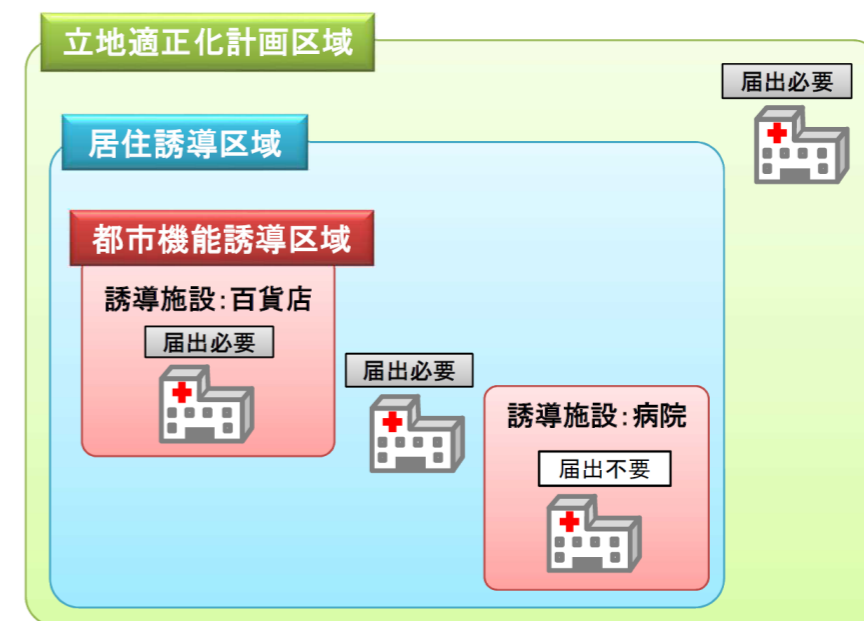 立地適正化計画区域
届出必要
居住誘導区域
都市機能誘導区域
誘導施設:百貨店
届出必要
届出必要
誘導施設:病院
届出不要